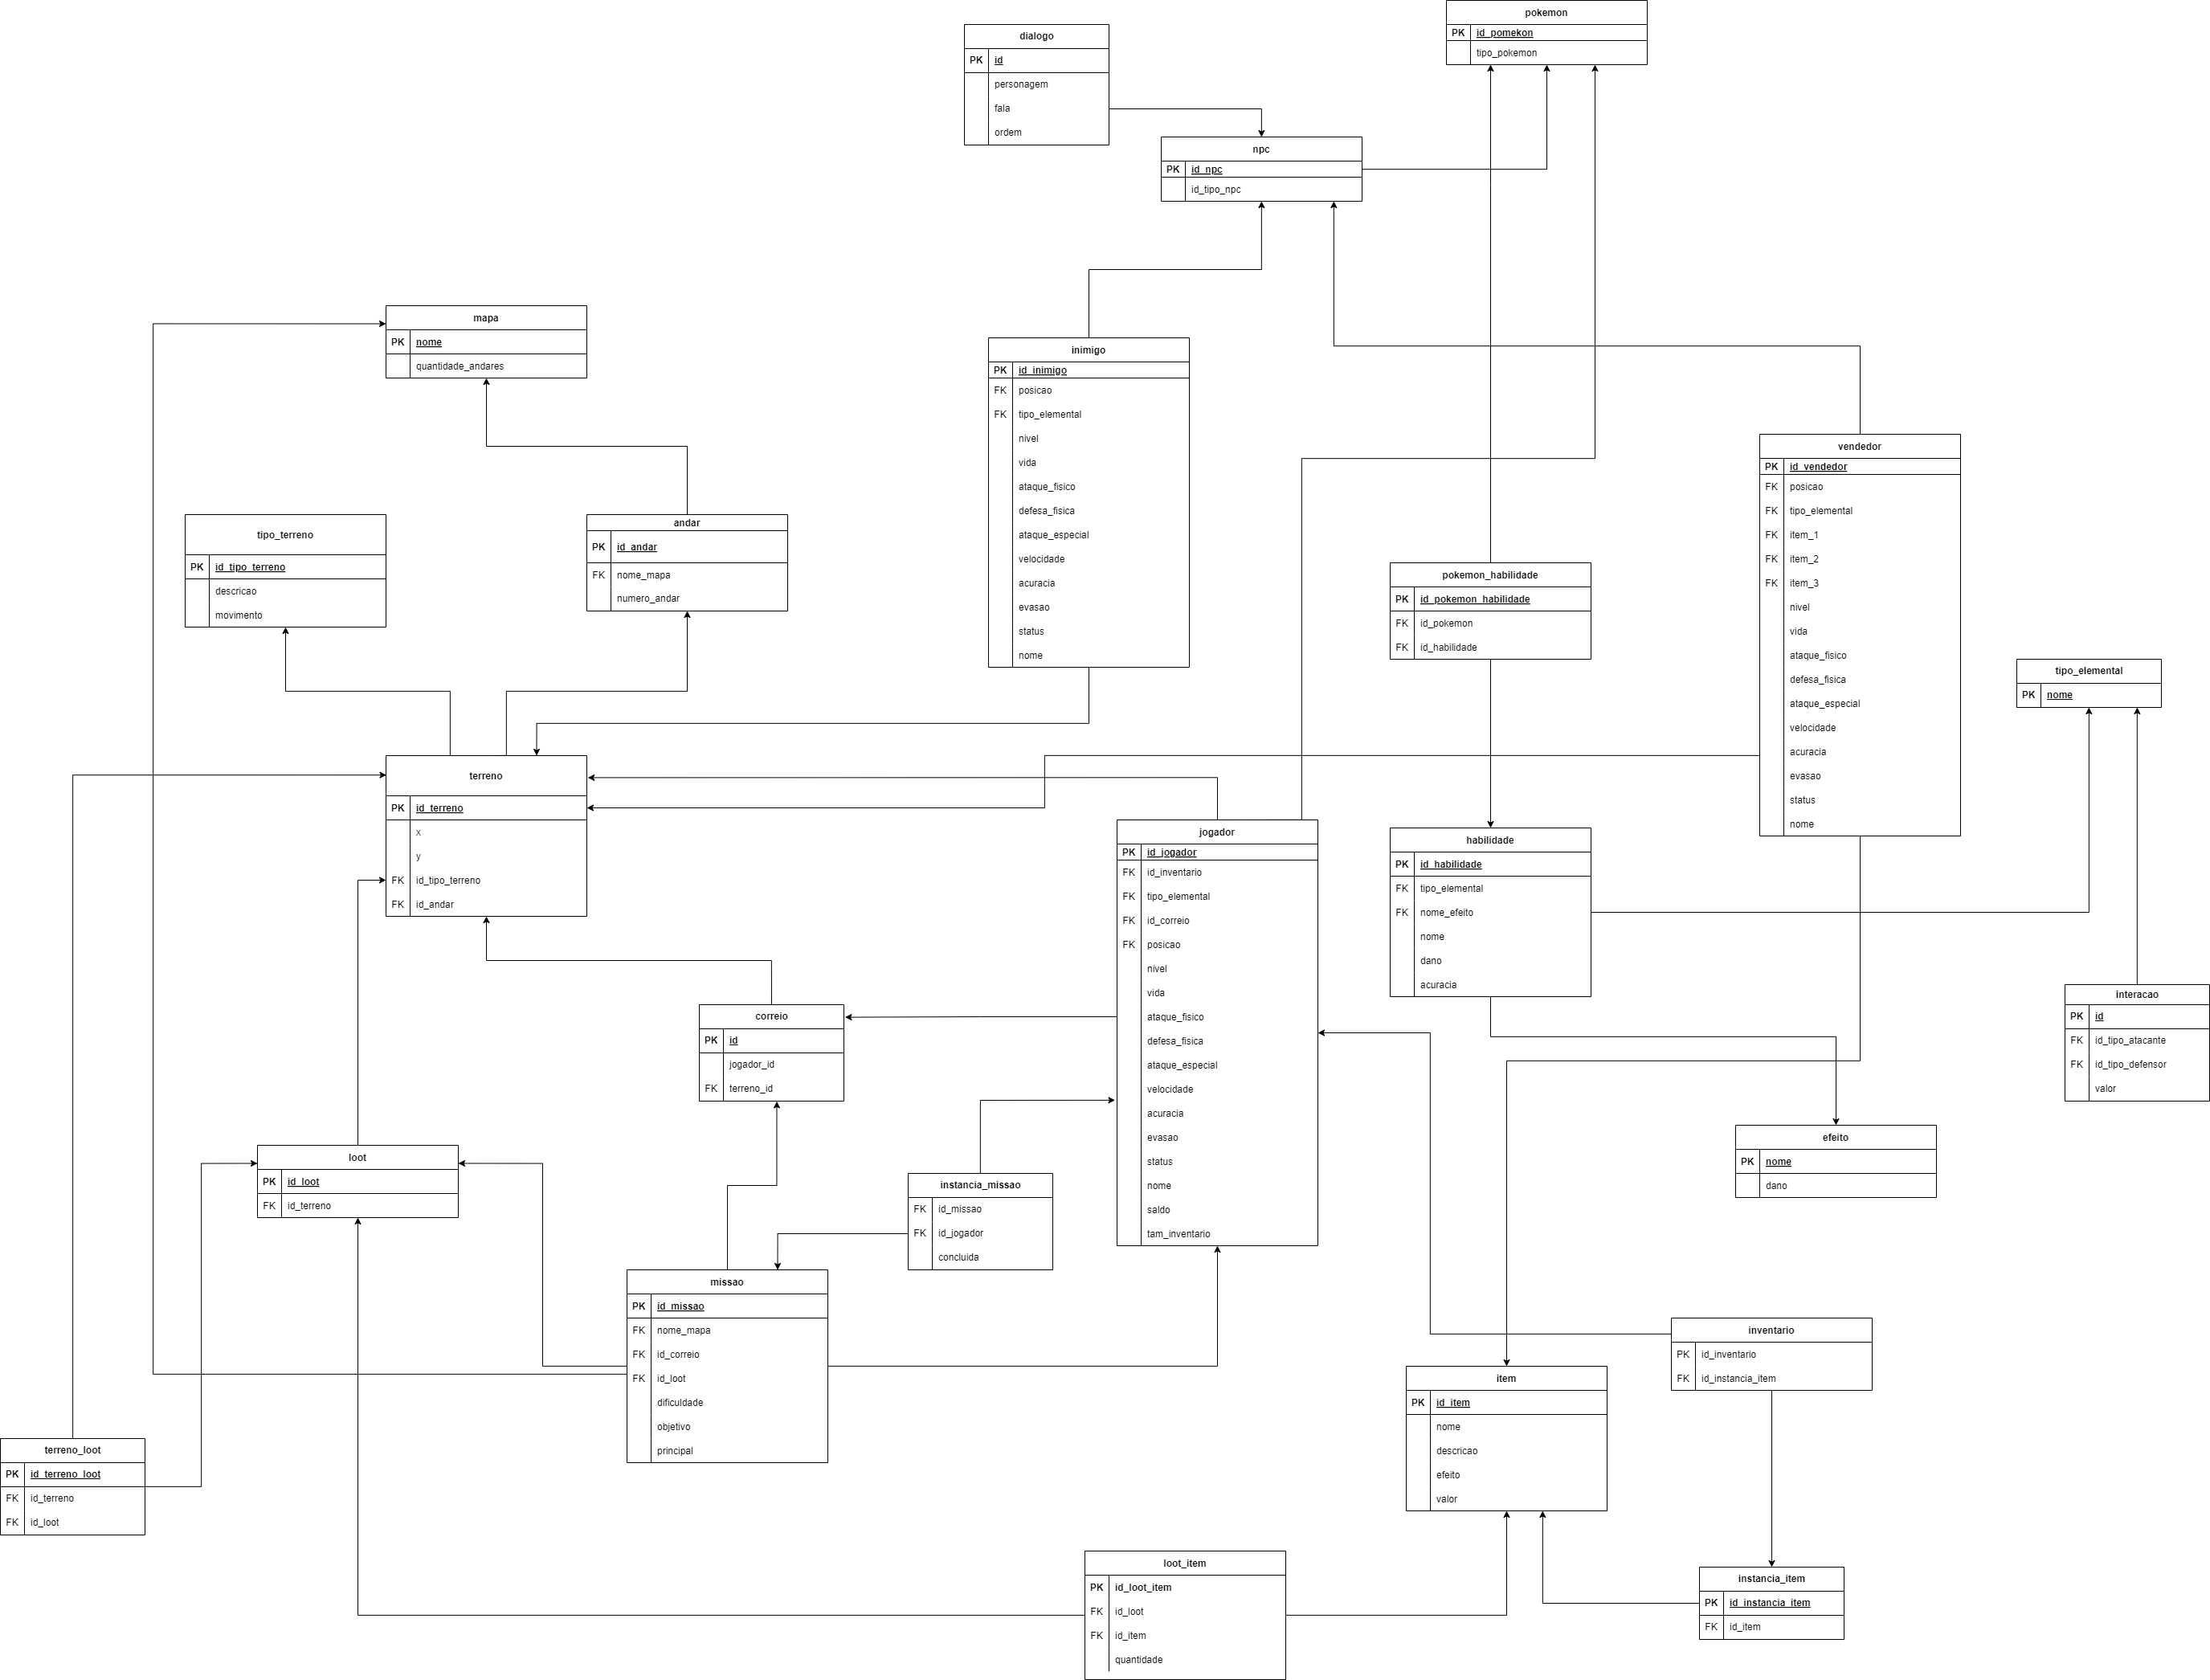 pokemon
PK id_pomekon
tipo_pokemon
dialogo
PK id
personagem
fala
ordem
npc
PK id_npc
id_tipo_npc
mapa
PK nome
quantidade_andares
inimigo
PK id_inimigo
FK posicao
FK tipo_elemental
nivel
vida
ataque_fisico
defesa_fisica
ataque_especial
velocidade
acuracia
evasao
status
nome
vendedor
PK id_vendedor
FK posicao
FK tipo_elemental
FK item_1
FK item_2
FK item_3
nivel
vida
ataque_fisico
defesa_fisica
ataque_especial
velocidade
acuracia
evasao
status
nome
tipo_terreno
PK id_tipo_terreno
descricao
movimento
andar
PK id_andar
FK nome_mapa
numero_andar
pokemon_habilidade
PK id_pokemon_habilidade
FK id_pokemon
FK id_habilidade
tipo_elemental
PK nome
terreno
PK id_terreno
x
y
FK id_tipo_terreno
FK id_andar
jogador
PK id_jogador
FK id_inventario
FK tipo_elemental
FK id_correio
FK posicao
nivel
vida
ataque_fisico
defesa_fisica
ataque_especial
velocidade
acuracia
evasao
status
nome
saldo
tam_inventario
habilidade
PK id_habilidade
FK tipo_elemental
FK nome_efeito
nome
dano
acuracia
interacao
PK id
FK id_tipo_atacante
FK id_tipo_defensor
valor
correio
PK id
jogador_id
FK terreno_id
efeito
PK nome
dano
loot
PK id_loot
FK id_terreno
instancia_missao
FK id_missao
FK id_jogador
concluida
missao
PK id_missao
FK nome_mapa
FK id_correio
FK id_loot
dificuldade
objetivo
principal
inventario
PK id_inventario
FK id_instancia_item
item
PK id_item
nome
descricao
efeito
valor
terreno_loot
PK id_terreno_loot
FK id_terreno
FK id_loot
loot_item
PK id_loot_item
FK id_loot
FK id_item
quantidade
instancia_item
PK id_instancia_item
FK id_item